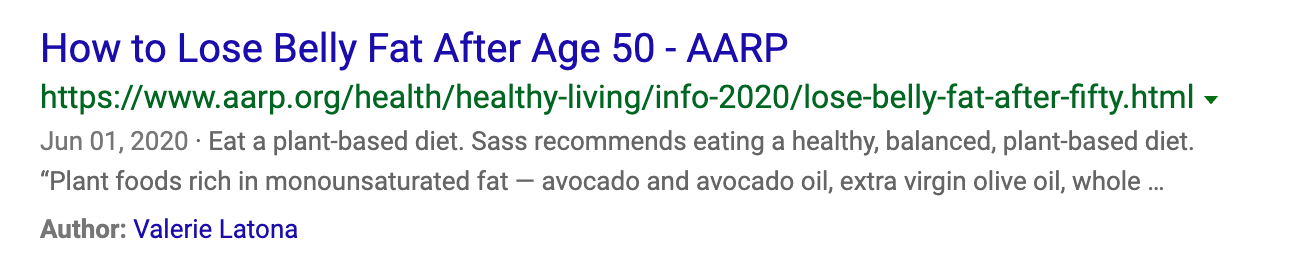 How to Lose Belly Fat After Age 50 - AARP
https://www.aarp.org/health/healthy-living/info-2020/lose-belly-fat-after-fifty.html
Jun 01, 2020 · Eat a plant-based diet. Sass recommends eating a healthy, balanced, plant-based diet.
“Plant foods rich in monounsaturated fat — avocado and avocado oil, extra virgin olive oil, whole ...
Author: Valerie Latona